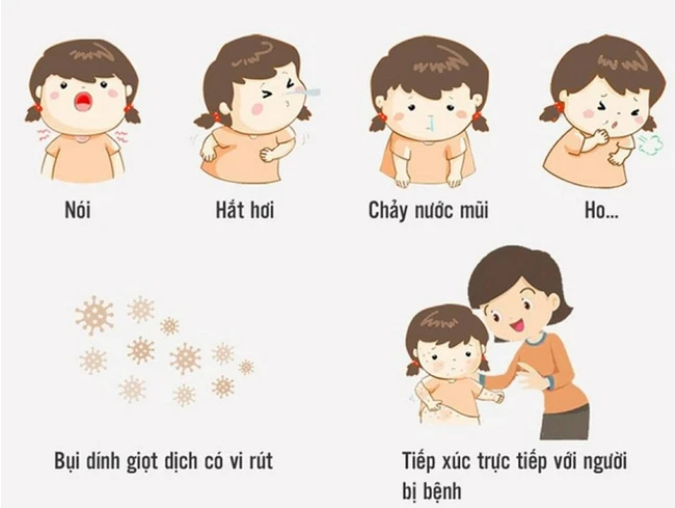 Nói
Hắt hơi
Chảy nước mũi
Ho...
Bụi dính giọt dịch có vi rút
Tiếp xúc trực tiếp với người
bị bệnh